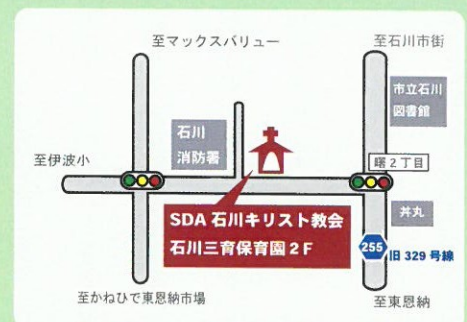 至マックスバリュー
至石川市街
市立石川
図書館
石川
消防署
至伊波小
曙２丁目
SDA 石川キリスト教会
石川三育保育園２F
丼丸
255
旧 329 号線
至かねひで東恩納市場
至東恩納